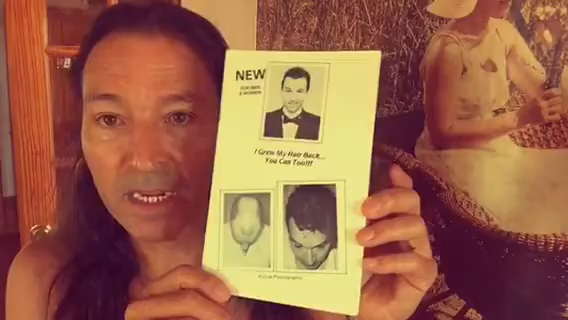 NEW
FOR MEN
& WOMEN
I Grew My Hair Back...
You Can Too!!!
Actual Photographs